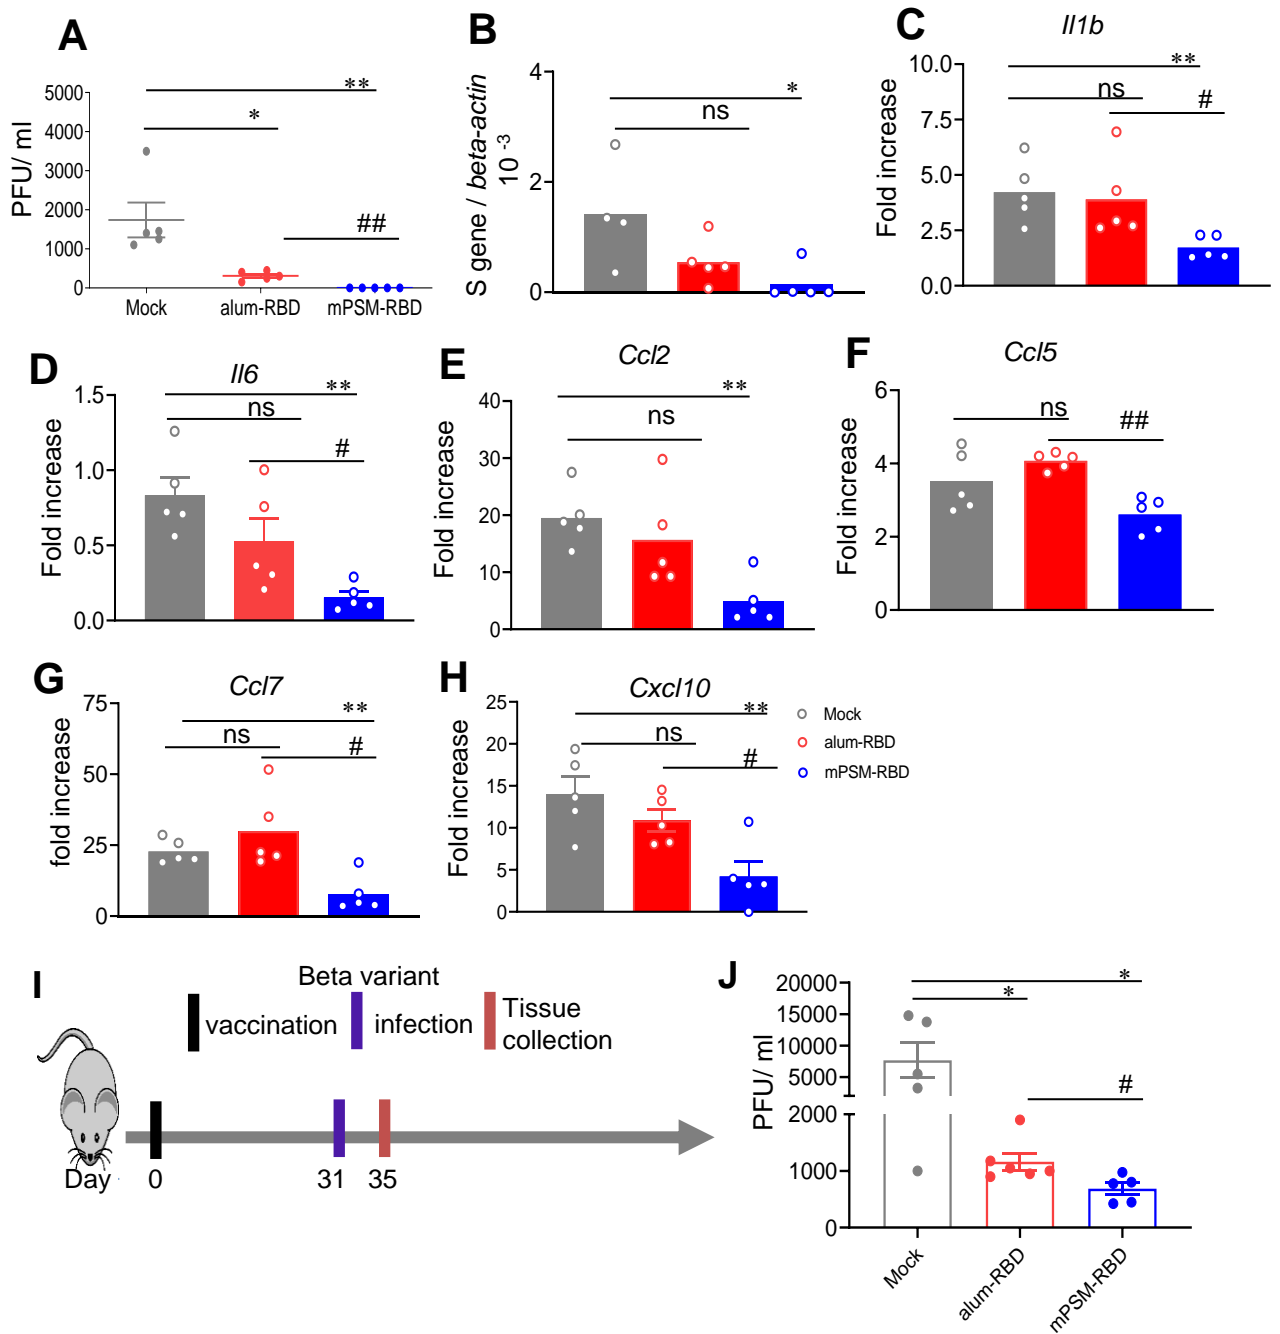 A
PFU/ ml
5000
4000
3000
2000
1000
0
**
*
##
Mock
alum-RBD
mPSM-RBD
B
S gene / beta-actin
10 -3
4
2
0
*
ns
C
Il1b
Fold increase
10.0
7.5
5.0
2.5
0.0
**
ns
#
D
Il6
Fold increase
1.5
1.0
0.5
0.0
**
ns
#
E
Ccl2
Fold increase
40
30
20
10
0
**
ns
F
Ccl5
Fold increase
6
4
2
0
ns
##
G
Ccl7
fold increase
75
50
25
0
**
ns
#
H
Cxcl10
Fold increase
25
20
15
10
5
0
**
ns
#
Mock
alum-RBD
mPSM-RBD
I
Beta variant
vaccination
infection
Tissue
collection
Day
0
31
35
J
PFU/ ml
20000
15000
10000
5000
2000
1000
0
*
*
#
Mock
alum-RBD
mPSM-RBD